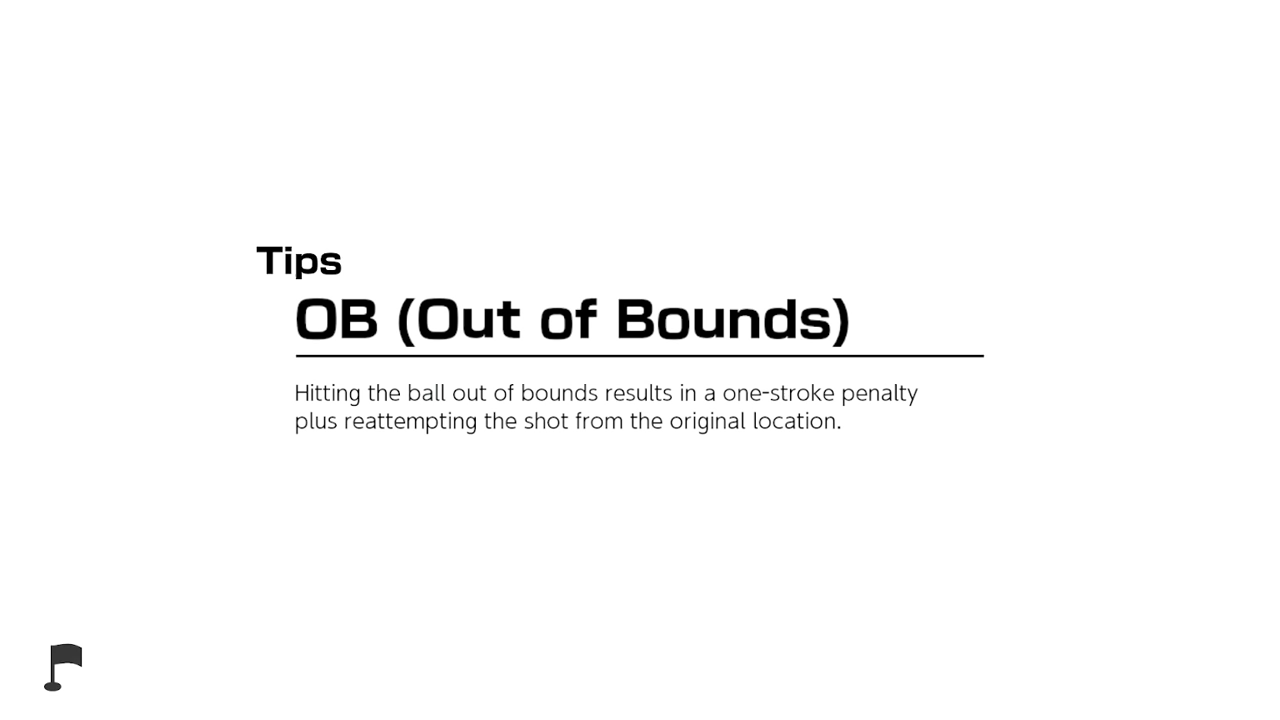 Tips
OB (Out of Bounds)
Hitting the ball out of bounds results in a one-stroke penalty
plus reattempting the shot from the original location.